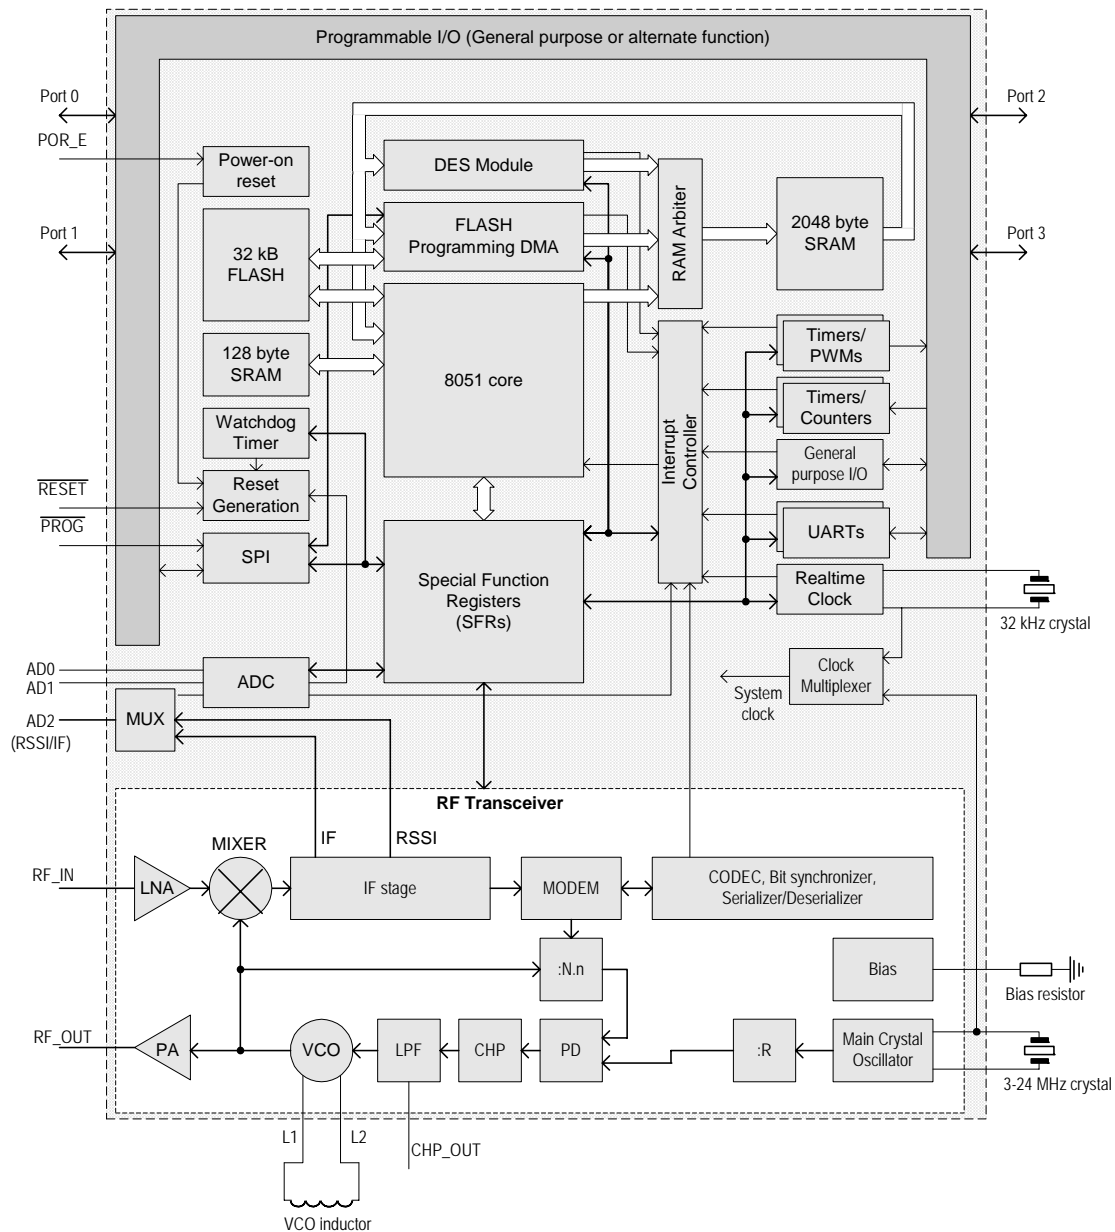 Programmable I/O (General purpose or alternate function)
Port 0
Port 2
POR_E
Power-on
reset
DES Module
FLASH
Programming DMA
RAM Arbiter
2048 byte
SRAM
Port 1
Port 3
32 kB
FLASH
128 byte
SRAM
8051 core
Interrupt
Controller
Timers/
PWMs
Timers/
Counters
General
purpose I/O
UARTs
Watchdog
Timer
RESET
Reset
Generation
PROG
SPI
Special Function
Registers
(SFRs)
Realtime
Clock
32 kHz crystal
AD0
AD1
ADC
AD2
(RSSI/IF)
MUX
System
clock
Clock
Multiplexer
RF Transceiver
IF
RSSI
MIXER
RF_IN
LNA
IF stage
MODEM
CODEC, Bit synchronizer,
Serializer/Deserializer
:N.n
Bias
Bias resistor
RF_OUT
PA
VCO
LPF
CHP
PD
:R
Main Crystal
Oscillator
3-24 MHz crystal
L1
L2
CHP_OUT
VCO inductor